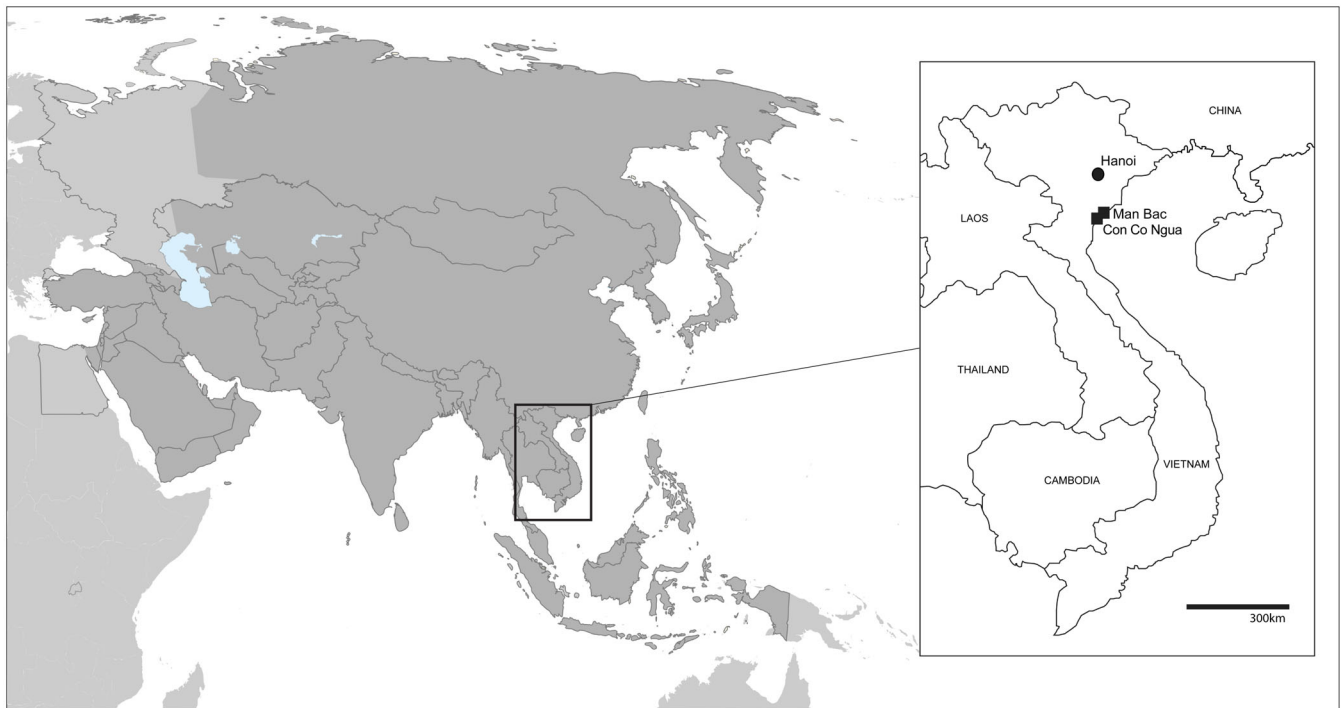 CHINA
Hanoi
LAOS
Man Bac
Con Co Ngua
THAILAND
VIETNAM
CAMBODIA
300km